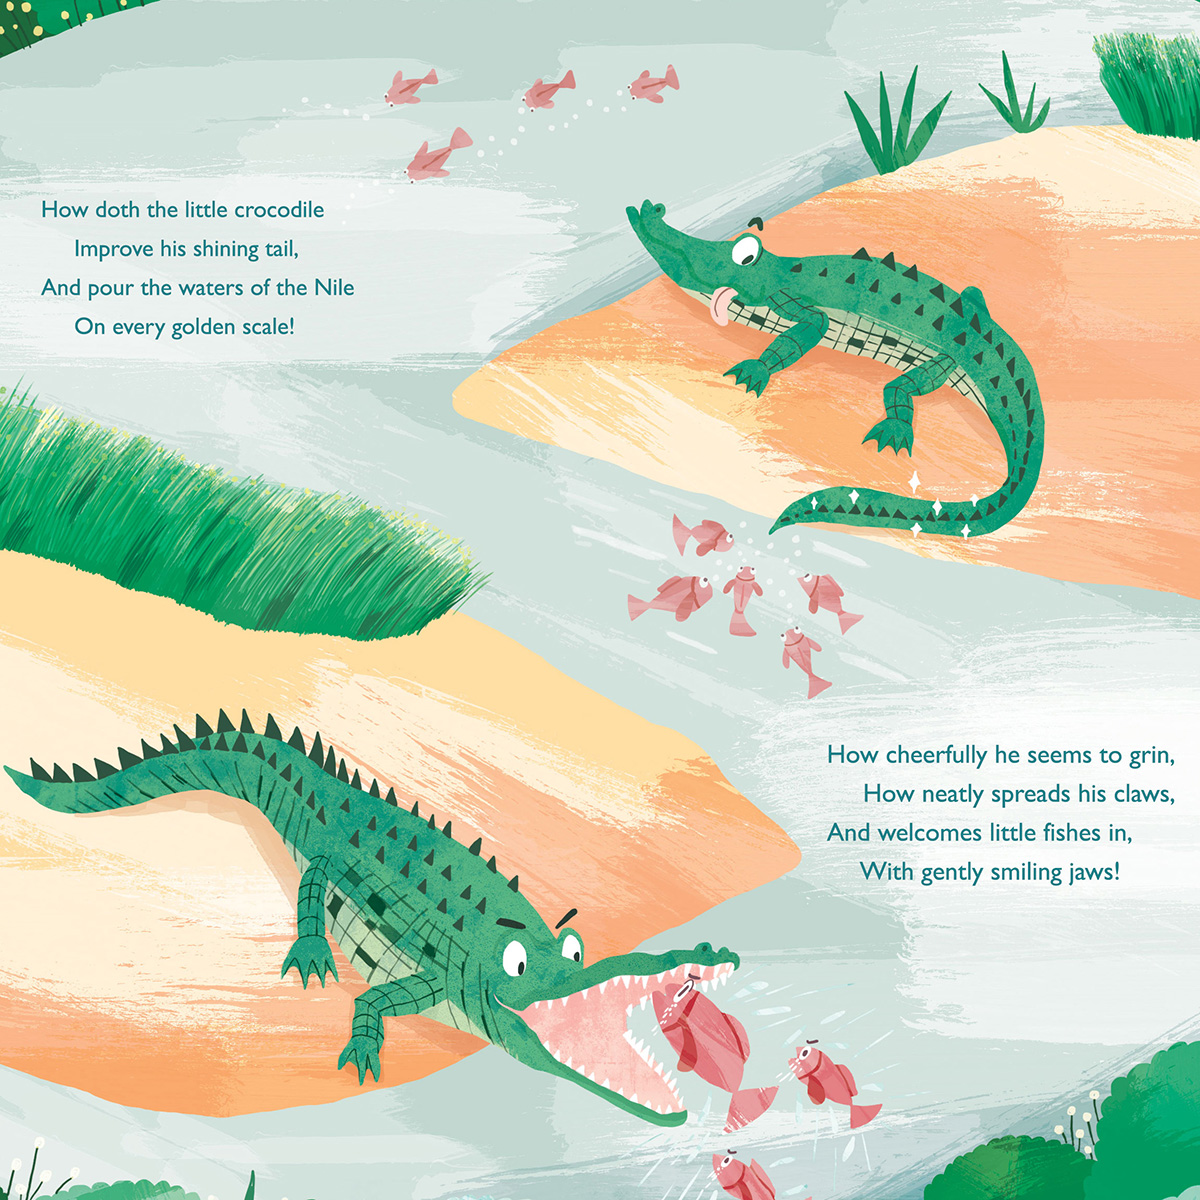 How doth the little crocodile
Improve his shining tail,
And pour the waters of the Nile
On every golden scale!
How cheerfully he seems to grin,
How neatly spreads his claws,
And welcomes little fishes in,
With gently smiling jaws!